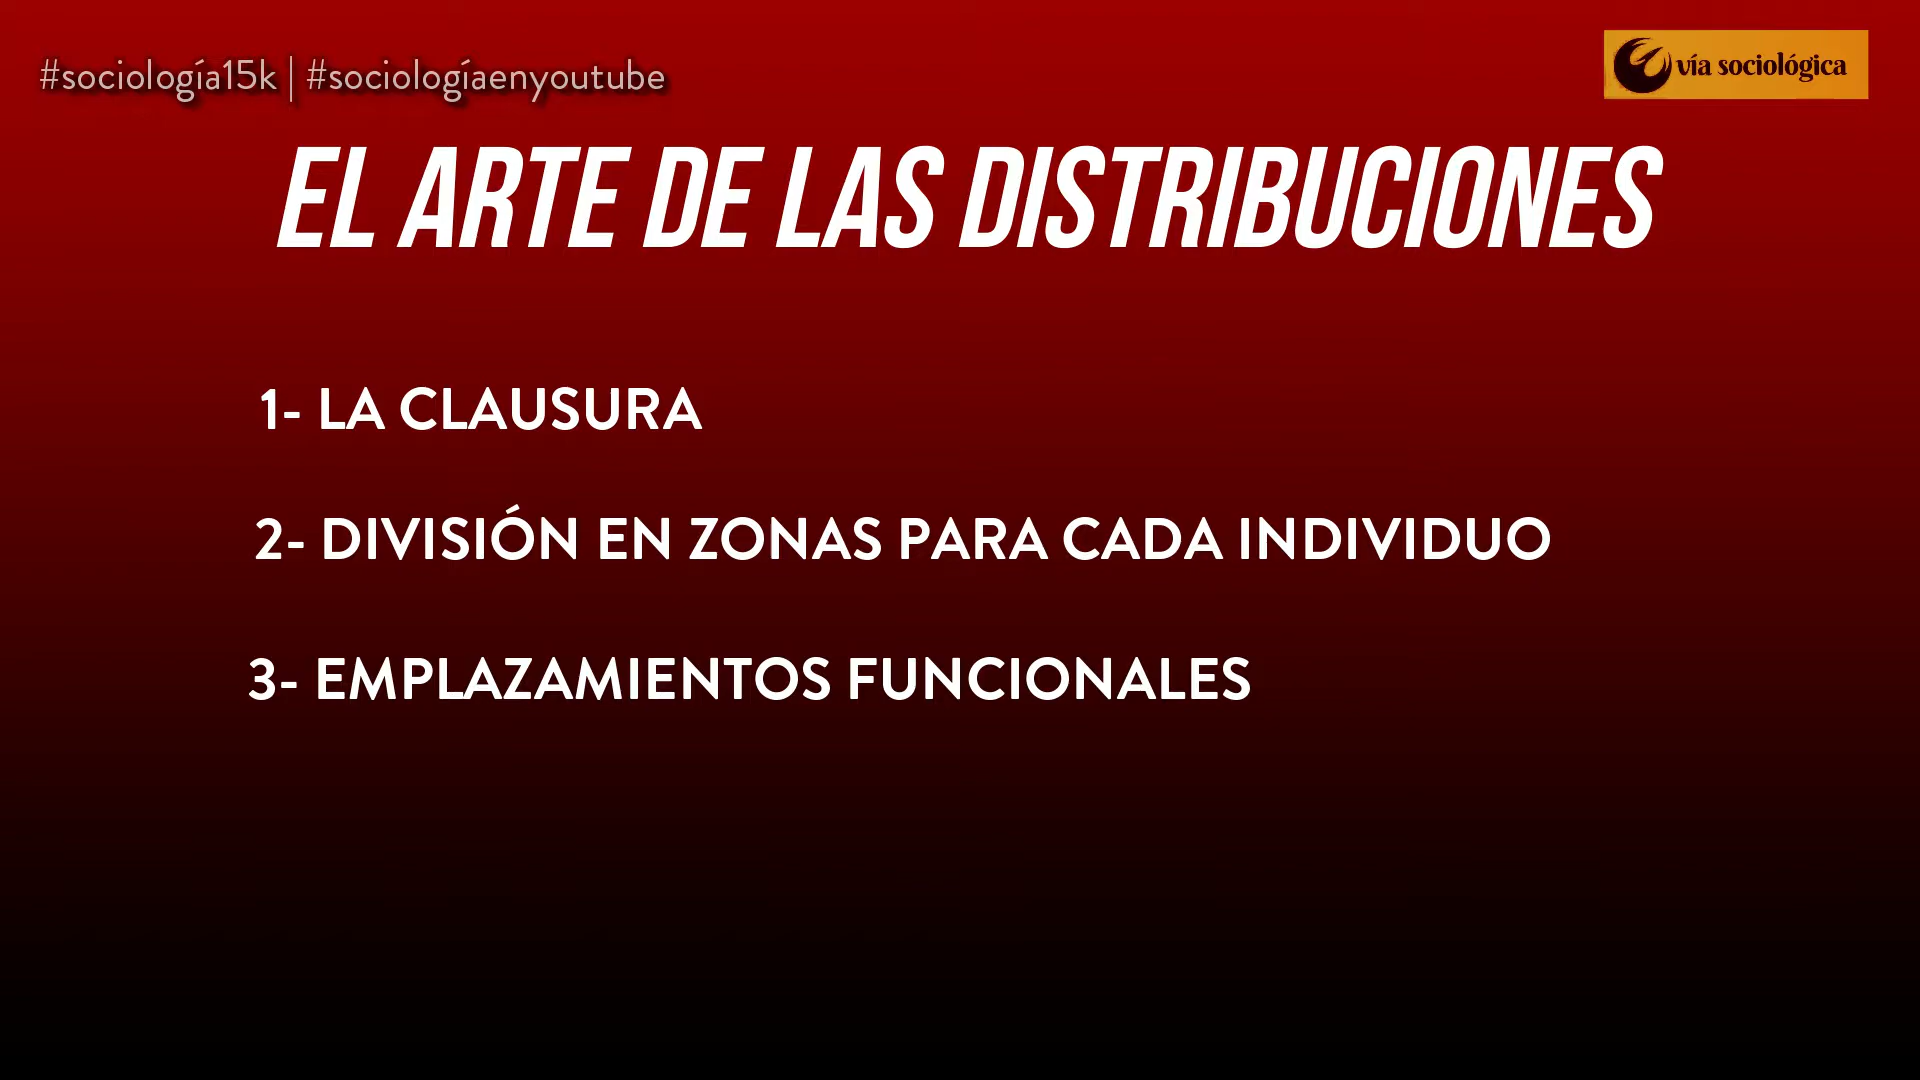 #sociología15k | #sociologíaenyoutube
vía sociológica
EL ARTE DE LAS DISTRIBUCIONES
1- LA CLAUSURA
2- DIVISIÓN EN ZONAS PARA CADA INDIVIDUO
3- EMPLAZAMIENTOS FUNCIONALES